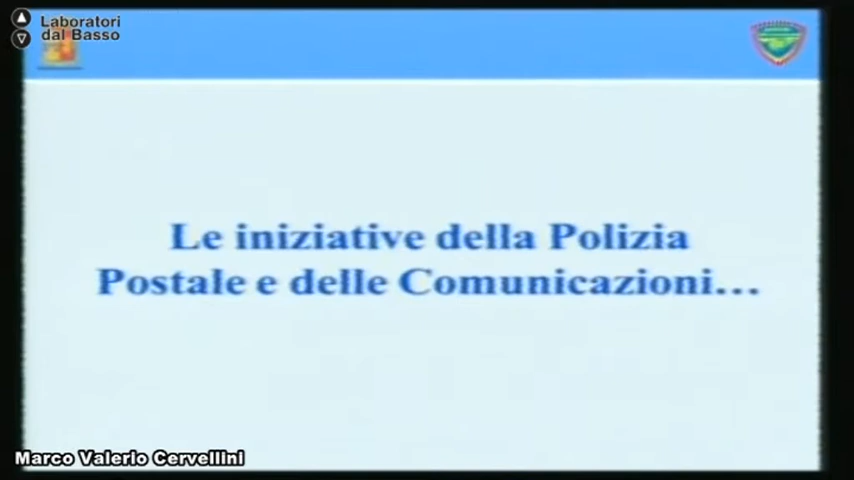 Laboratori
dal Basso
Le iniziative della Polizia
Postale e delle Comunicazioni...
Marco Valerio Cervellini